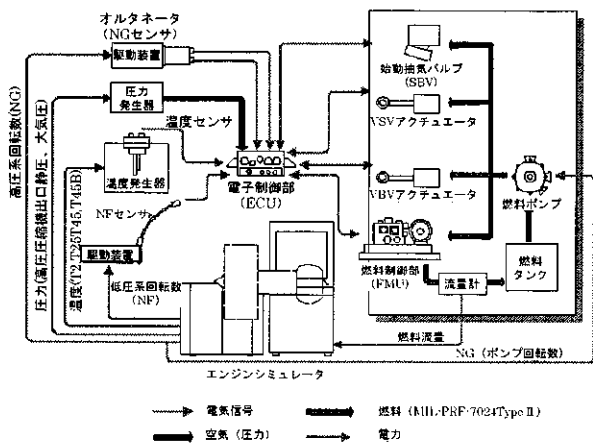 オルタネータ
(NGセンサ)
駆動装置
圧力
発生器
温度センサ
温度発生器
NFセンサ
駆動装置
低圧系回転数
(NF)
高圧系回転数(NG)
圧力(高圧圧縮機出口静圧、大気圧)
温度(T2,T25T45,T45B)
電子制御部
(ECU)
始動抽気バルブ
(SBV)
VSVアクチュエータ
VBVアクチュエータ
燃料ポンプ
燃料制御部
(FMU)
流量計
燃料
タンク
燃料流量
NG (ポンプ回転数)
エンジンシミュレータ
電気信号
燃料 (MIL-PRF-7024Type II)
空気 (圧力)
電力